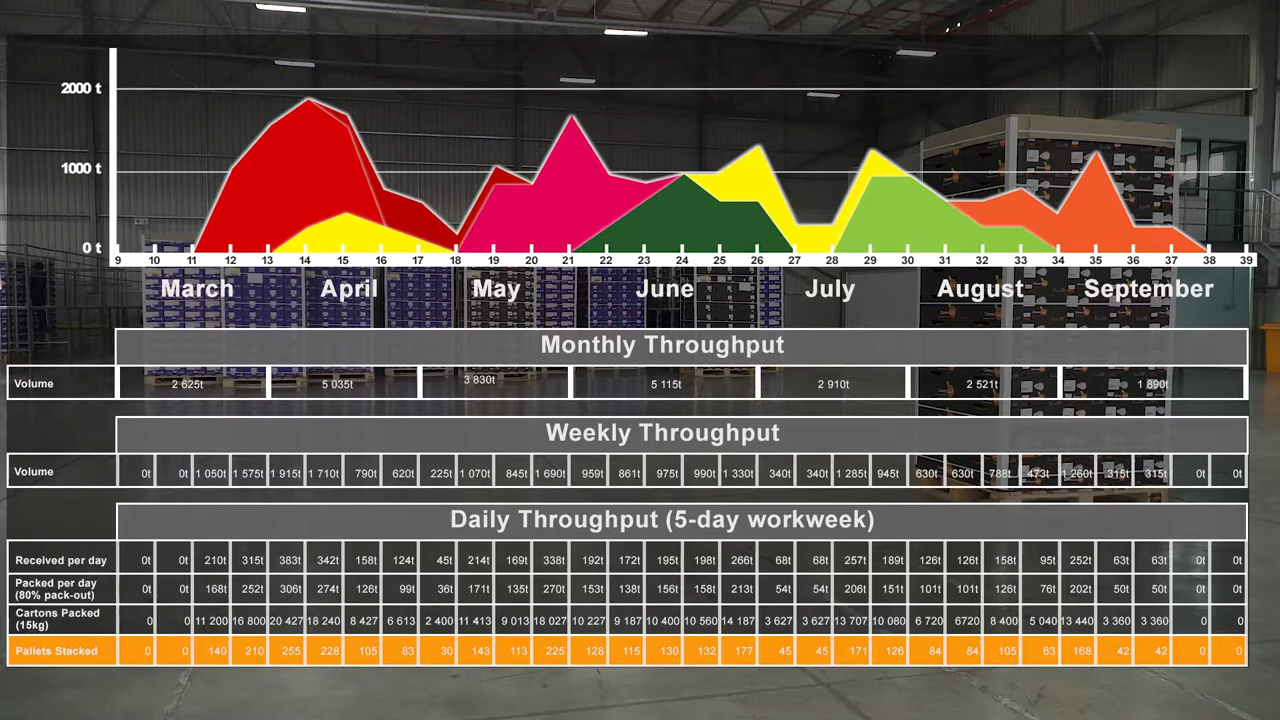 2000 t
1000 t
0 t
9 10 11 12 13 14 15 16 17 18 19 20 21 22 23 24 25 26 27 28 29 30 31 32 33 34 35 36 37 38 39
March April May June July August September
Monthly Throughput
Volume 2 625t 5 035t 3 830t 5 115t 2 910t 2 521t 1 890t
Weekly Throughput
Volume 0t 0t 1 050t 1 575t 1 915t 1 710t 790t 620t 225t 1 070t 845t 1 690t 959t 861t 975t 990t 1 330t 340t 340t 1 285t 945t 630t 630t 788t 473t 1 260t 315t 315t 0t 0t
Daily Throughput (5-day workweek)
Received per day 0t 0t 210t 315t 383t 342t 158t 124t 45t 214t 169t 338t 192t 172t 195t 198t 266t 68t 68t 257t 189t 126t 126t 158t 95t 252t 63t 63t 0t 0t
Packed per day
(80% pack-out) 0t 0t 168t 252t 306t 274t 126t 99t 36t 171t 135t 270t 153t 138t 156t 158t 213t 54t 54t 206t 151t 101t 101t 126t 76t 202t 50t 50t 0t 0t
Cartons Packed
(15kg) 0 0 11 200 16 800 20 427 18 240 8 427 6 613 2 400 11 413 9 013 18 027 10 227 9 187 10 400 10 560 14 187 3 627 3 627 13 707 10 080 6 720 6720 8 400 5 040 13 440 3 360 3 360 0 0
Pallets Stacked 0 0 140 210 255 228 105 83 30 143 113 225 128 115 130 132 177 45 45 171 126 84 84 105 63 168 42 42 0 0